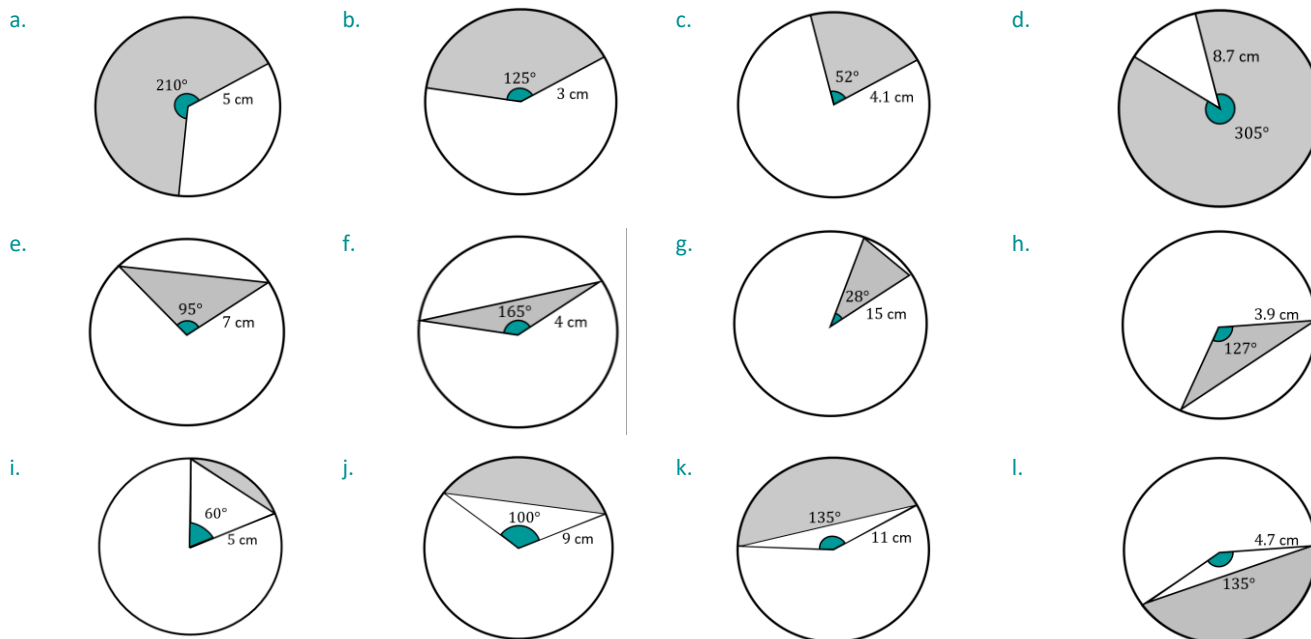 a.
210°
5 cm
b.
125°
3 cm
c.
52°
4.1 cm
d.
8.7 cm
305°
e.
95°
7 cm
f.
165°
4 cm
g.
28°
15 cm
h.
3.9 cm
127°
i.
60°
5 cm
j.
100°
9 cm
k.
135°
11 cm
l.
4.7 cm
135°